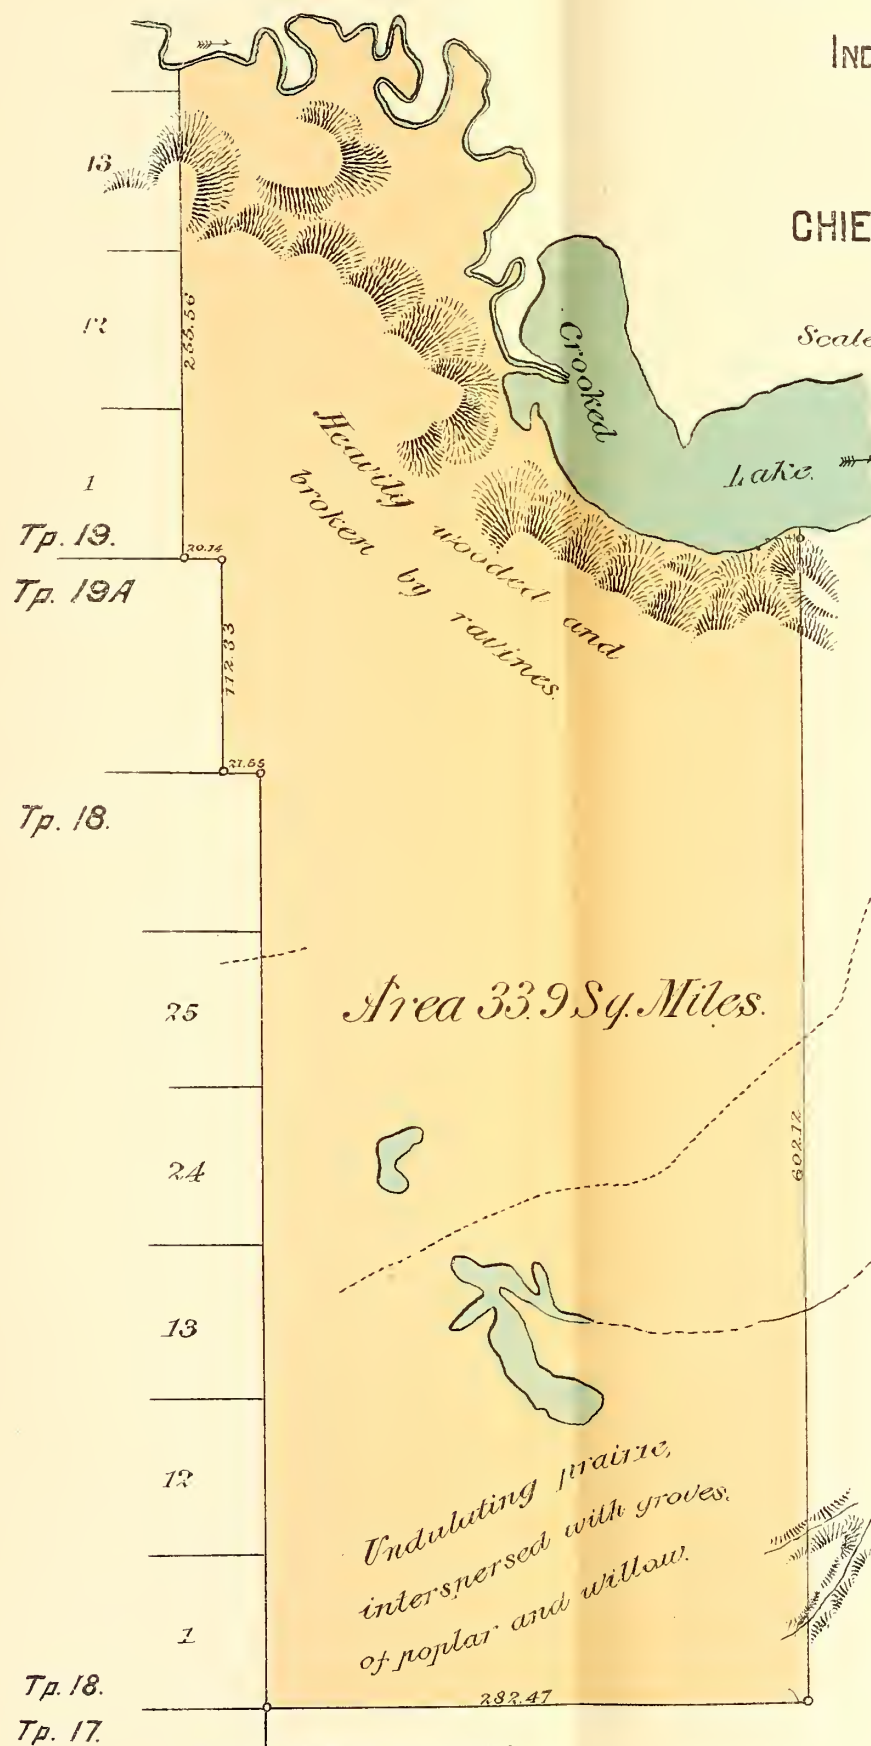 IND
CHIE
Scale
13
12
1
235.56
Crooked
Lake.
Heavily wooded and
broken by ravines.
Tp. 19.
20.14
Tp. 19A
112.33
27.65
Tp. 18.
Area 33.9 Sq. Miles.
25
24
602.12
13
12
1
Undulating prairie,
interspersed with groves.
of poplar and willow.
282.47
Tp. 18.
Tp. 17.